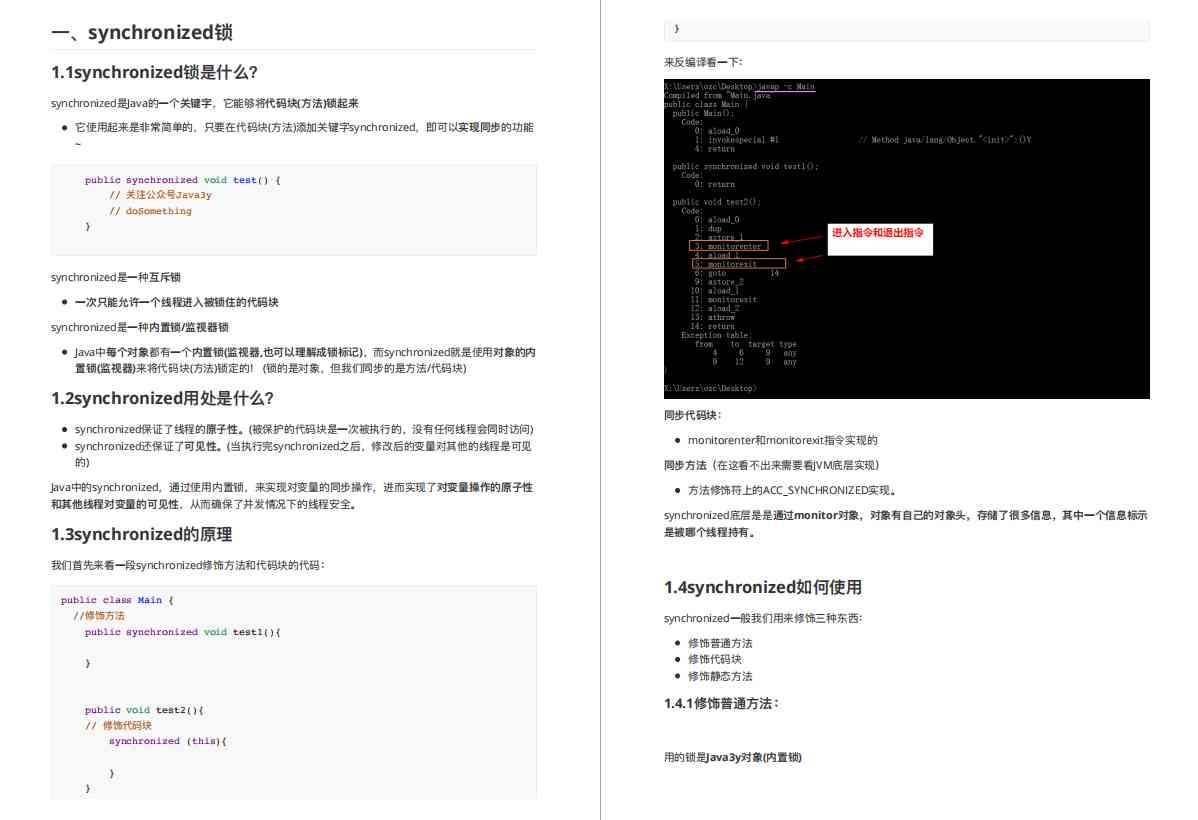 一、synchronized锁
1.1synchronized锁是什么?
synchronized是Java的一个关键字，它能够将代码块(方法)锁起来
● 它使用起来是非常简单的，只要在代码块(方法)添加关键字synchronized，即可以实现同步的功能
~
public synchronized void test() {
// 关注公众号Java3y
// doSomething
}
synchronized是一种互斥锁
● 一次只能允许一个线程进入被锁住的代码块
synchronized是一种内置锁/监视器锁
● Java中每个对象都有一个内置锁(监视器,也可以理解成锁标记)，而synchronized就是使用对象的内
置锁(监视器)来将代码块(方法)锁定的！ (锁的是对象，但我们同步的是方法/代码块)
1.2synchronized用处是什么?
● synchronized保证了线程的原子性。(被保护的代码块是一次被执行的，没有任何线程会同时访问)
● synchronized还保证了可见性。(当执行完synchronized之后，修改后的变量对其他的线程是可见
的)
Java中的synchronized，通过使用内置锁，来实现对变量的同步操作，进而实现了对变量操作的原子性
和其他线程对变量的可见性，从而确保了并发情况下的线程安全。
1.3synchronized的原理
我们首先来看一段synchronized修饰方法和代码块的代码：
public class Main {
//修饰方法
public synchronized void test1(){
}
public void test2(){
// 修饰代码块
synchronized (this){
}
}
}
来反编译看一下：
X:\Users\ozc\Desktop>javap -c Main
Compiled from "Main.java
public class Main {
public Main();
Code:
0: aload_0
1: invokespecial #1 // Method java/lang/Object."<init>":()V
4: return
public synchronized void test1();
Code:
0: return
public void test2();
Code:
0: aload_0
1: dup
2: astore_1
3: monitorenter
4: aload_1
5: monitorexit
6: goto 14
9: astore_2
10: aload_1
11: monitorexit
12: aload_2
13: athrow
14: return
Exception table:
from to target type
4 6 9 any
9 12 9 any
}
X:\Users\ozc\Desktop>
进入指令和退出指令
同步代码块：
● monitorenter和monitorexit指令实现的
同步方法（在这看不出来需要看JVM底层实现）
● 方法修饰符上的ACC_SYNCHRONIZED实现。
synchronized底层是是通过monitor对象，对象有自己的对象头，存储了很多信息，其中一个信息标示
是被哪个线程持有。
1.4synchronized如何使用
synchronized一般我们用来修饰三种东西：
● 修饰普通方法
● 修饰代码块
● 修饰静态方法
1.4.1修饰普通方法：
用的锁是Java3y对象(内置锁)